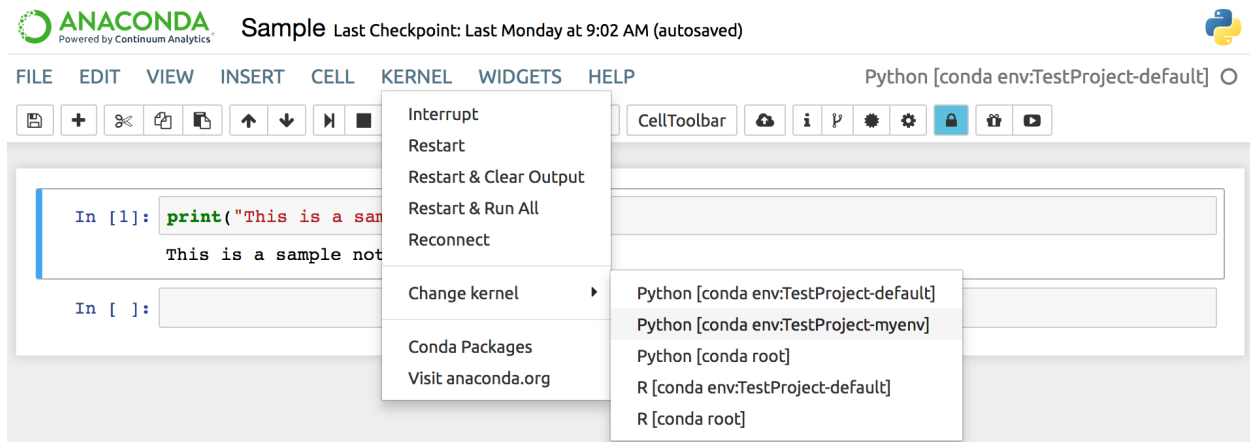 ANACONDA
Powered by Continuum Analytics
Sample Last Checkpoint: Last Monday at 9:02 AM (autosaved)
FILE EDIT VIEW INSERT CELL KERNEL WIDGETS HELP Python [conda env:TestProject-default]
CellToolbar
Interrupt
Restart
Restart & Clear Output
Restart & Run All
Reconnect
Change kernel
Conda Packages
Visit anaconda.org
Python [conda env:TestProject-default]
Python [conda env:TestProject-myenv]
Python [conda root]
R [conda env:TestProject-default]
R [conda root]
In [1]: print("This is a sam
This is a sample not
In [ ]: